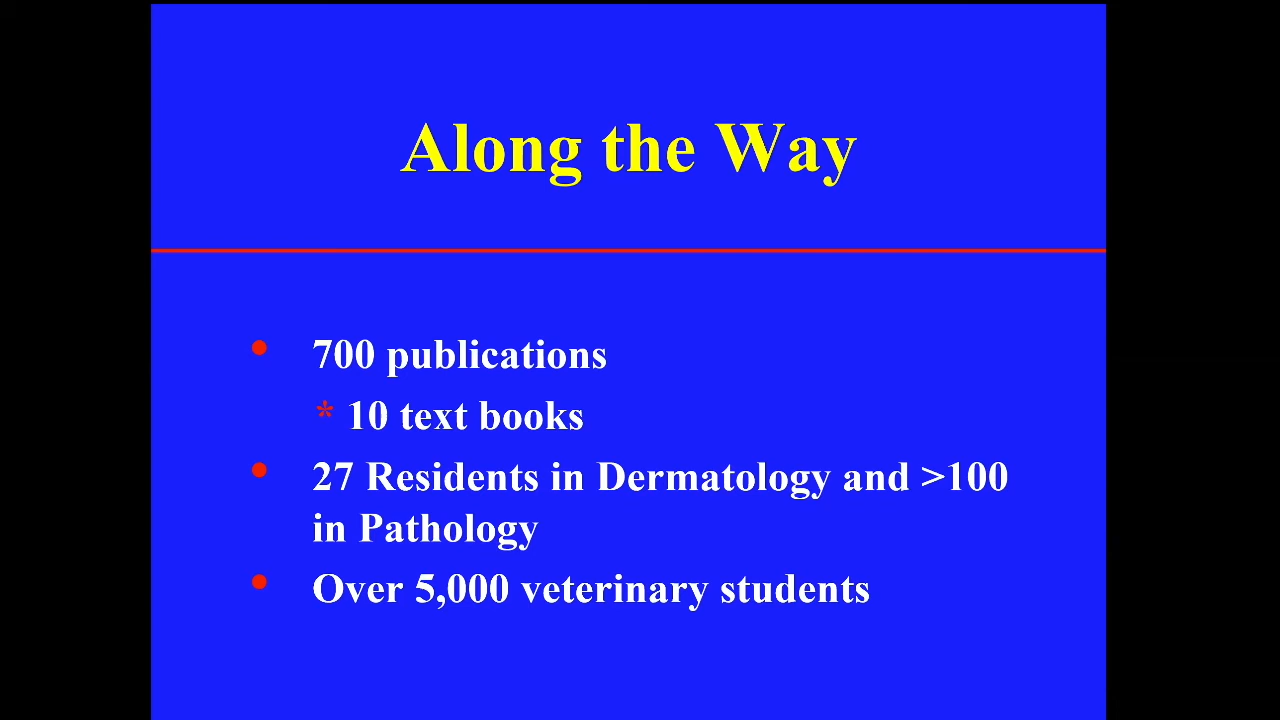 Along the Way
• 700 publications
* 10 text books
• 27 Residents in Dermatology and >100
in Pathology
• Over 5,000 veterinary students